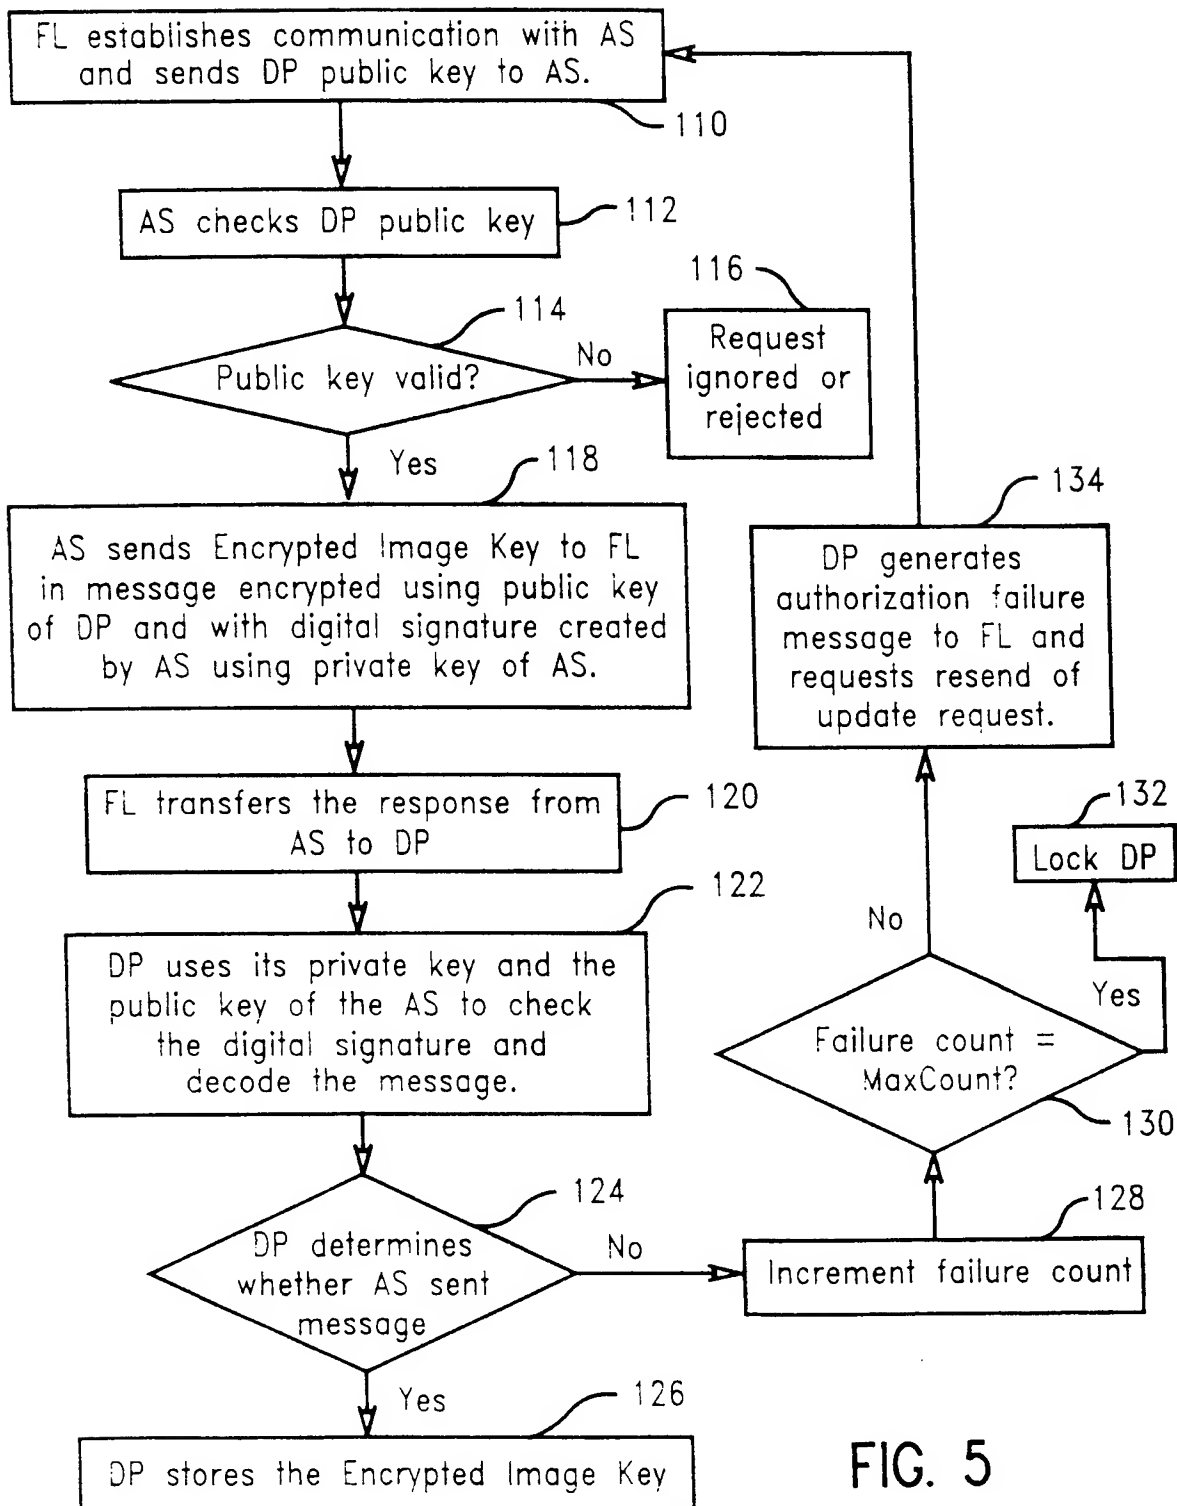 FL establishes communication with AS
and sends DP public key to AS.
110
AS checks DP public key
112
114
Public key valid?
No
116
Request
ignored or
rejected
Yes
118
AS sends Encrypted Image Key to FL
in message encrypted using public key
of DP and with digital signature created
by AS using private key of AS.
FL transfers the response from
AS to DP
120
122
DP uses its private key and the
public key of the AS to check
the digital signature and
decode the message.
124
DP determines
whether AS sent
message
No
Yes
126
DP stores the Encrypted Image Key
128
Increment failure count
130
Failure count =
MaxCount?
Yes
132
Lock DP
No
134
DP generates
authorization failure
message to FL and
requests resend of
update request.
FIG. 5